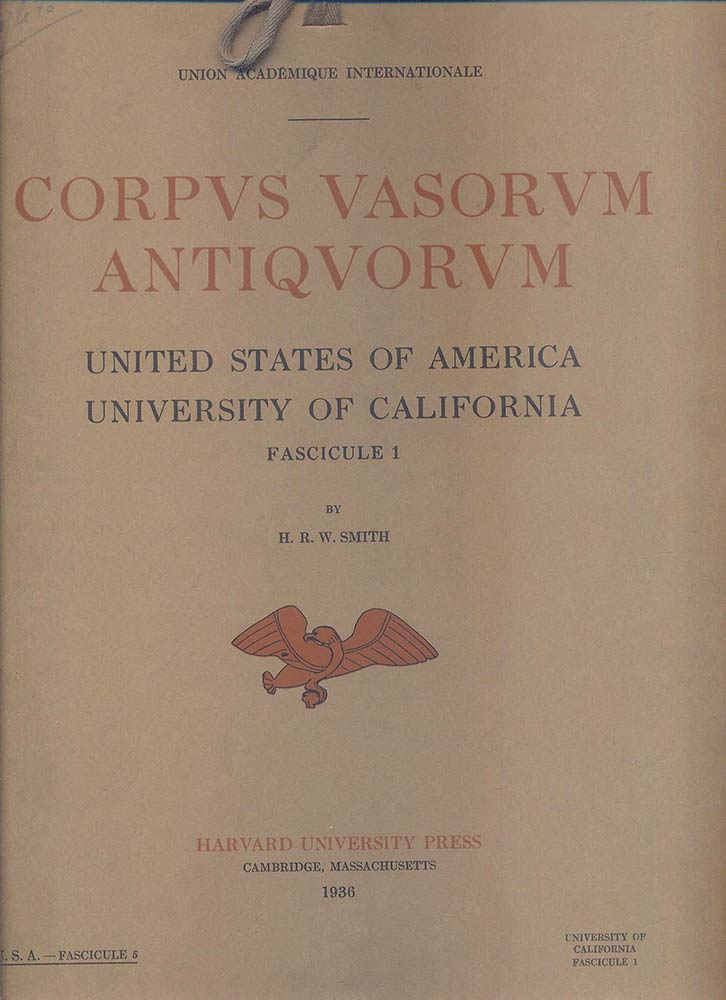 UNION ACADÉMIQUE INTERNATIONALE
CORPVS VASORVM
ANTIQVORVM
UNITED STATES OF AMERICA
UNIVERSITY OF CALIFORNIA
FASCICULE 1
BY
H. R. W. SMITH
HARVARD UNIVERSITY PRESS
CAMBRIDGE, MASSACHUSETTS
1936
U. S. A. — FASCICULE 5
UNIVERSITY OF
CALIFORNIA
FASCICULE 1